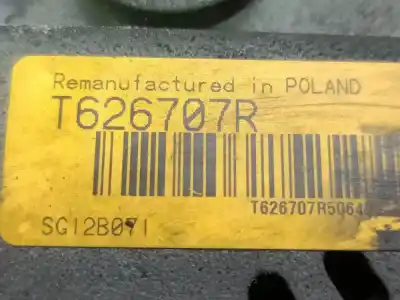 Remanufactured in POLAND
T626707R
T626707R5064
SG12B071